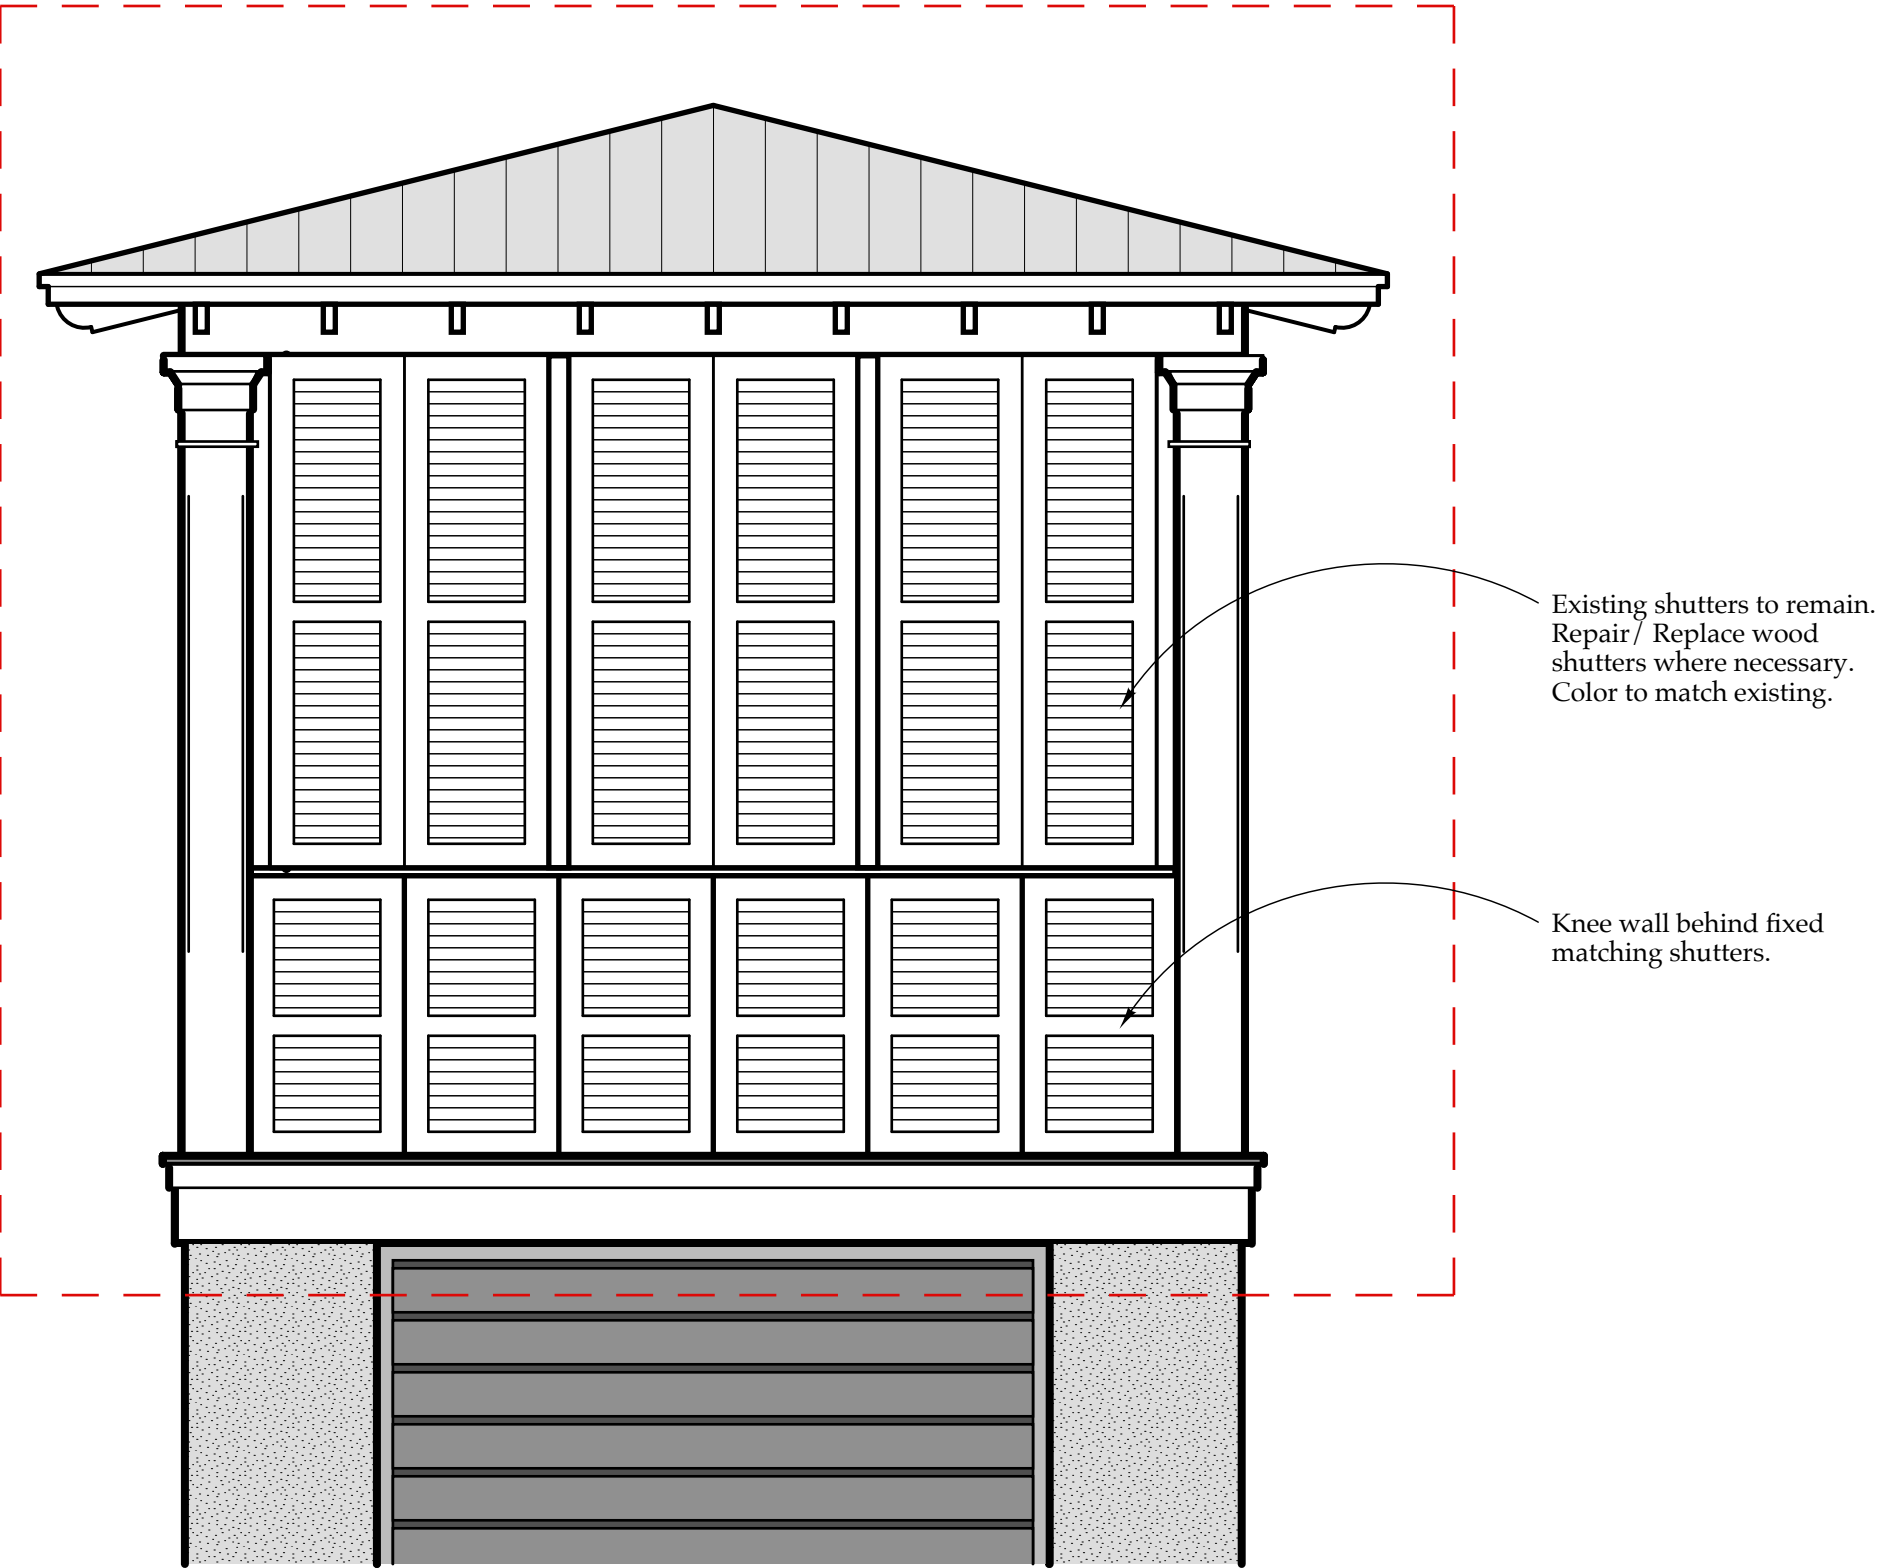 Existing shutters to remain.
Repair/ Replace wood
shutters where necessary.
Color to match existing.
Knee wall behind fixed
matching shutters.